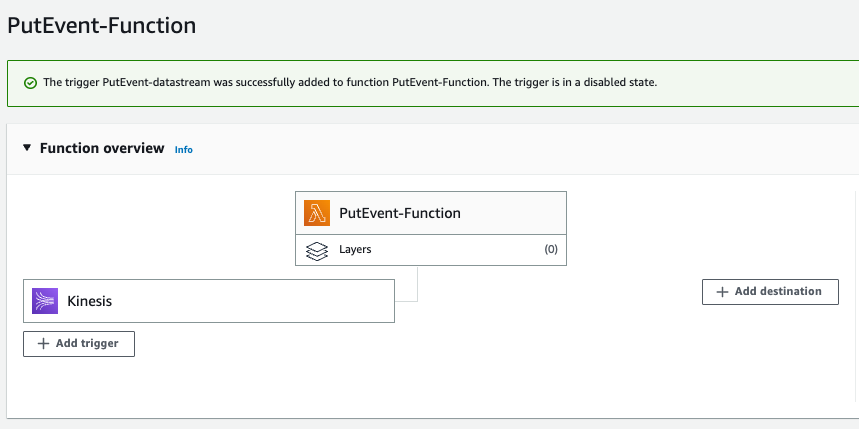 PutEvent-Function
The trigger PutEvent-datastream was successfully added to function PutEvent-Function. The trigger is in a disabled state.
Function overview Info
PutEvent-Function
Layers (0)
Kinesis
Add destination
Add trigger